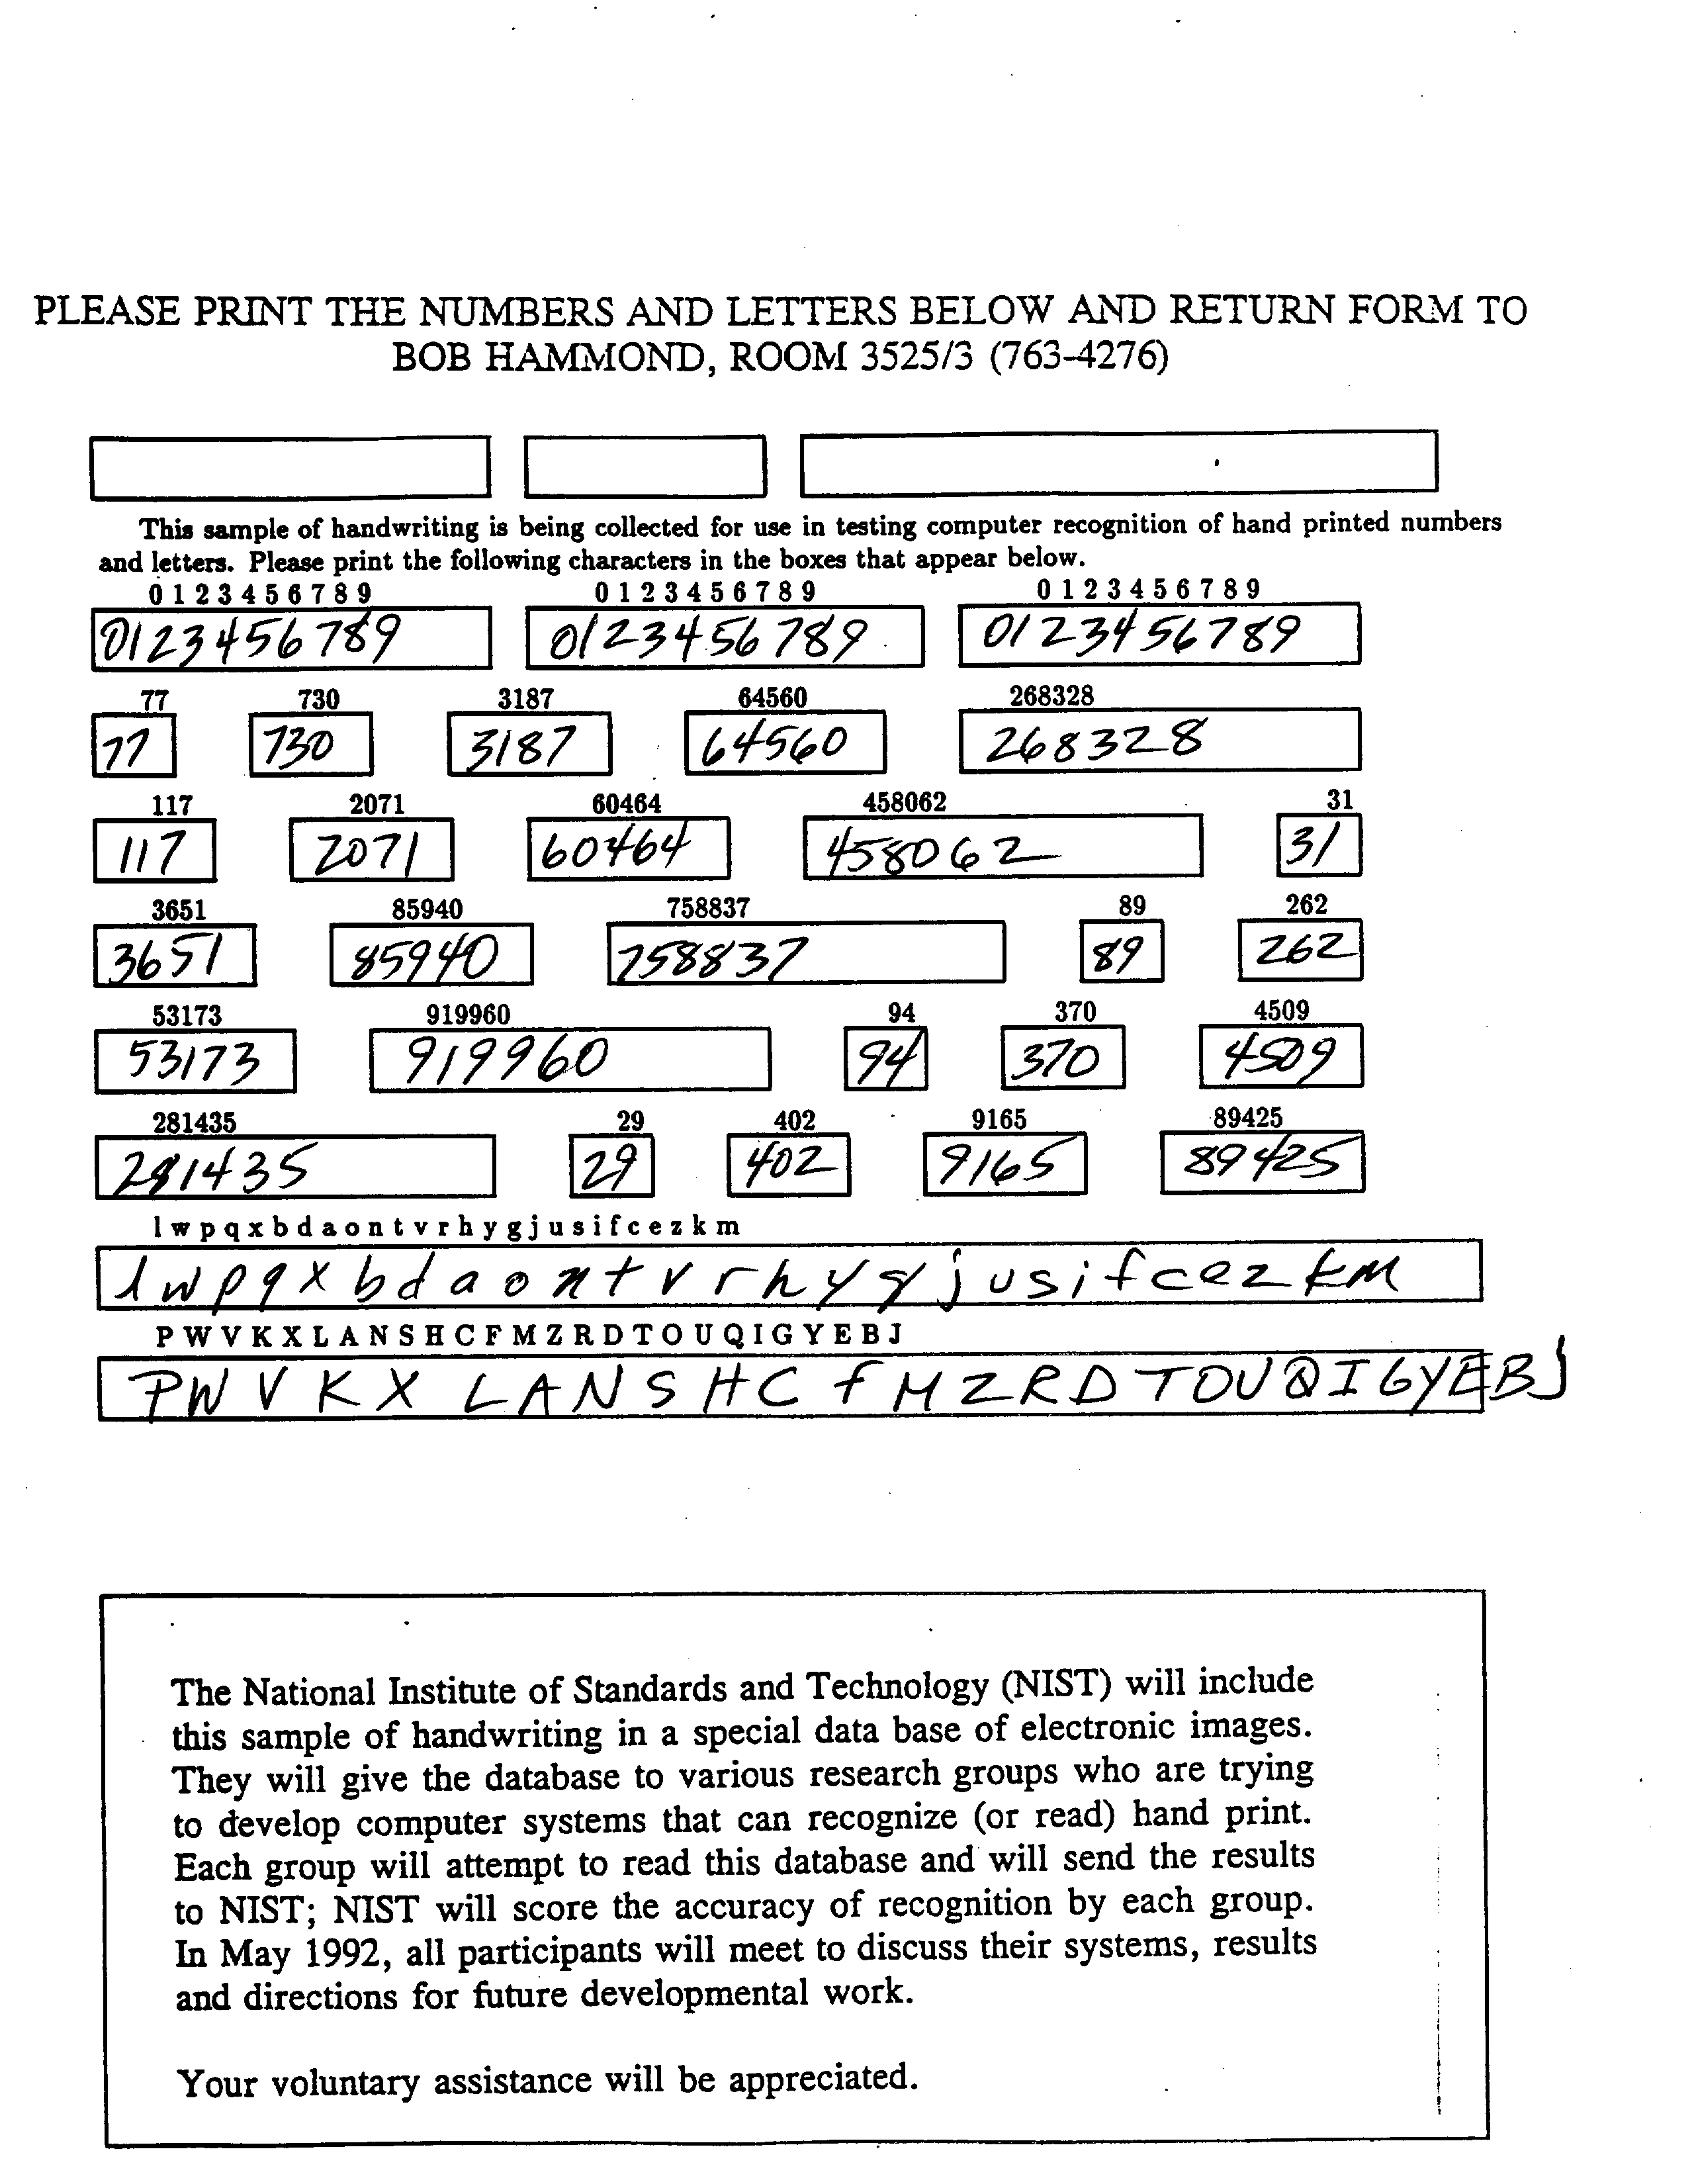 PLEASE PRINT THE NUMBERS AND LETTERS BELOW AND RETURN FORM TO
BOB HAMMOND, ROOM 3525/3 (763-4276)
This sample of handwriting is being collected for use in testing computer recognition of hand printed numbers
and letters. Please print the following characters in the boxes that appear below.
0 1 2 3 4 5 6 7 8 9 0 1 2 3 4 5 6 7 8 9 0 1 2 3 4 5 6 7 8 9
0123456789 0123456789 0123456789
77 730 3187 64560 268328
77 730 3187 64560 268328
117 2071 60464 458062 31
117 2071 60464 458062 31
3651 85940 758837 89 262
3651 85940 758837 89 262
53173 919960 94 370 4509
53173 919960 94 370 4509
281435 29 402 9165 89425
281435 29 402 9165 89425
l w p q x b d a o n t v r h y g j u s i f c e z k m
l w p q x b d a o n t v r h y g j u s i f c e z k m
P W V K X L A N S H C F M Z R D T O U Q I G Y E B J
P W V K X L A N S H C f M Z R D T O U Q I G Y E B J
The National Institute of Standards and Technology (NIST) will include
this sample of handwriting in a special data base of electronic images.
They will give the database to various research groups who are trying
to develop computer systems that can recognize (or read) hand print.
Each group will attempt to read this database and will send the results
to NIST; NIST will score the accuracy of recognition by each group.
In May 1992, all participants will meet to discuss their systems, results
and directions for future developmental work.
Your voluntary assistance will be appreciated.